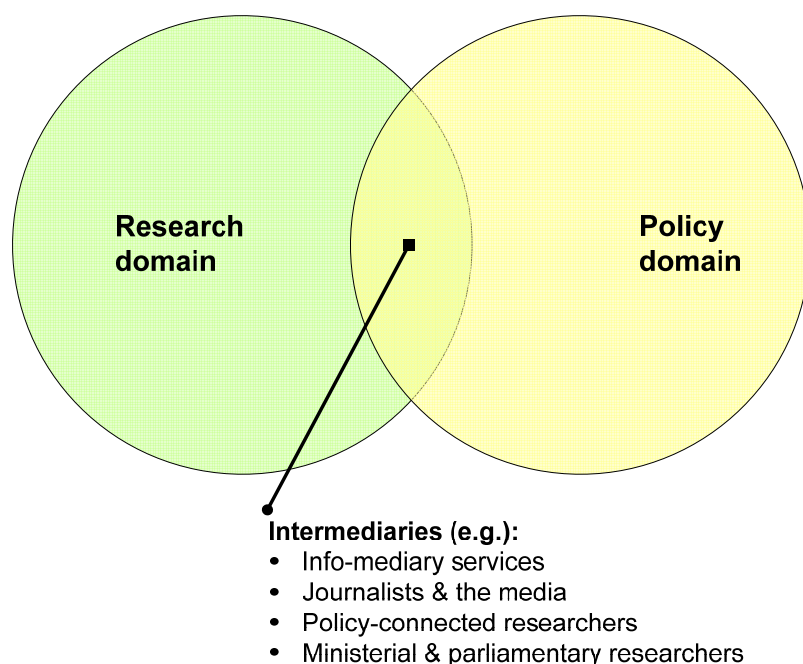 Research
domain
Policy
domain
Intermediaries (e.g.):
• Info-mediary services
• Journalists & the media
• Policy-connected researchers
• Ministerial & parliamentary researchers